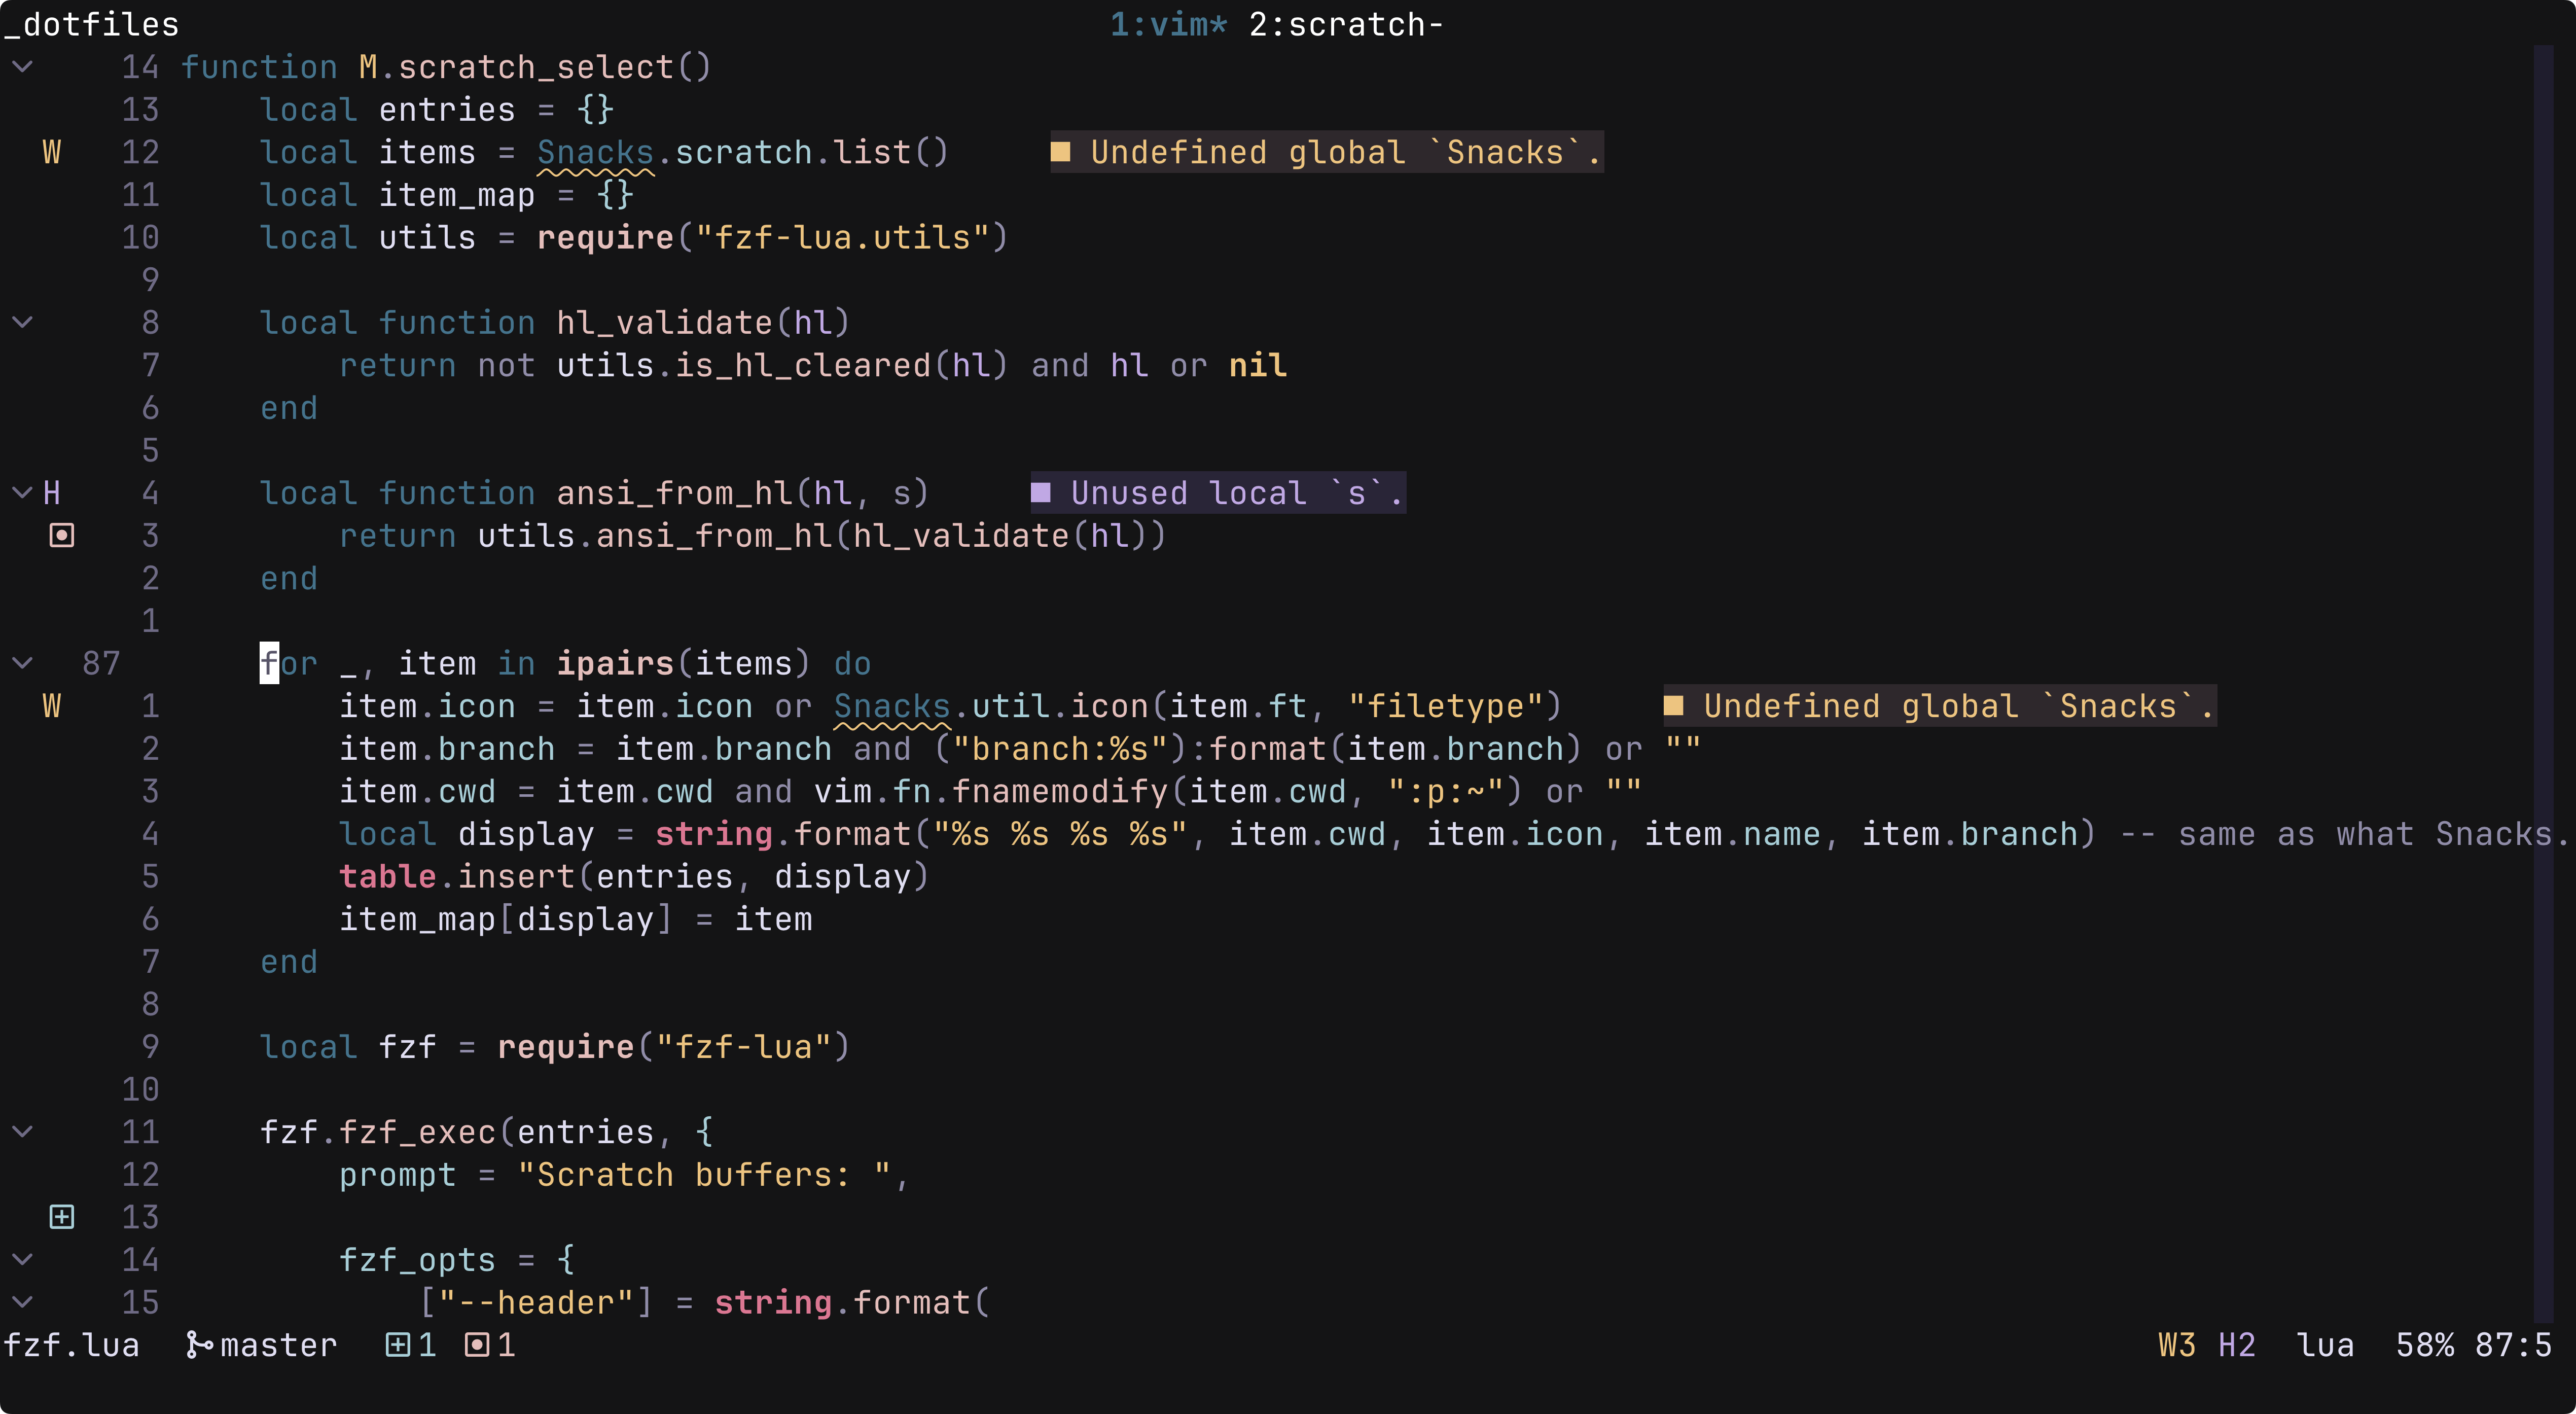 _dotfiles 1:vim* 2:scratch-
14 function M.scratch_select()
13     local entries = {}
W 12     local items = Snacks.scratch.list()     ■ Undefined global `Snacks`.
11     local item_map = {}
10     local utils = require("fzf-lua.utils")
9
8     local function hl_validate(hl)
7         return not utils.is_hl_cleared(hl) and hl or nil
6     end
5
H 4     local function ansi_from_hl(hl, s)     ■ Unused local `s`.
3         return utils.ansi_from_hl(hl_validate(hl))
2     end
1
87     for _, item in ipairs(items) do
W 1         item.icon = item.icon or Snacks.util.icon(item.ft, "filetype")     ■ Undefined global `Snacks`.
2         item.branch = item.branch and ("branch:%s"):format(item.branch) or ""
3         item.cwd = item.cwd and vim.fn.fnamemodify(item.cwd, ":p:~") or ""
4         local display = string.format("%s %s %s %s", item.cwd, item.icon, item.name, item.branch) -- same as what Snacks.
5         table.insert(entries, display)
6         item_map[display] = item
7     end
8
9     local fzf = require("fzf-lua")
10
11     fzf.fzf_exec(entries, {
12         prompt = "Scratch buffers: ",
13
14         fzf_opts = {
15             ["--header"] = string.format(
fzf.lua master 1 1 W3 H2 lua 58% 87:5